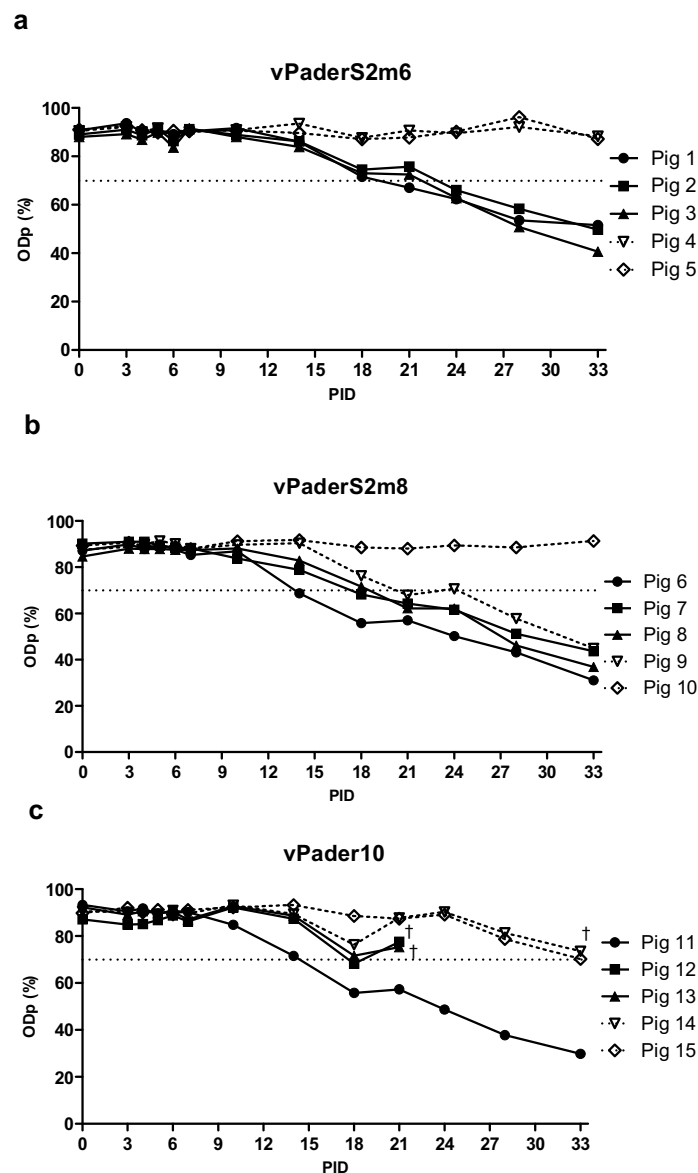 a
vPaderS2m6
100
80
60
40
20
0
ODp (%)
0 3 6 9 12 15 18 21 24 27 30 33
PID
Pig 1
Pig 2
Pig 3
Pig 4
Pig 5
b
vPaderS2m8
100
80
60
40
20
0
ODp (%)
0 3 6 9 12 15 18 21 24 27 30 33
PID
Pig 6
Pig 7
Pig 8
Pig 9
Pig 10
c
vPader10
100
80
60
40
20
0
ODp (%)
†
†
†
0 3 6 9 12 15 18 21 24 27 30 33
PID
Pig 11
Pig 12
Pig 13
Pig 14
Pig 15